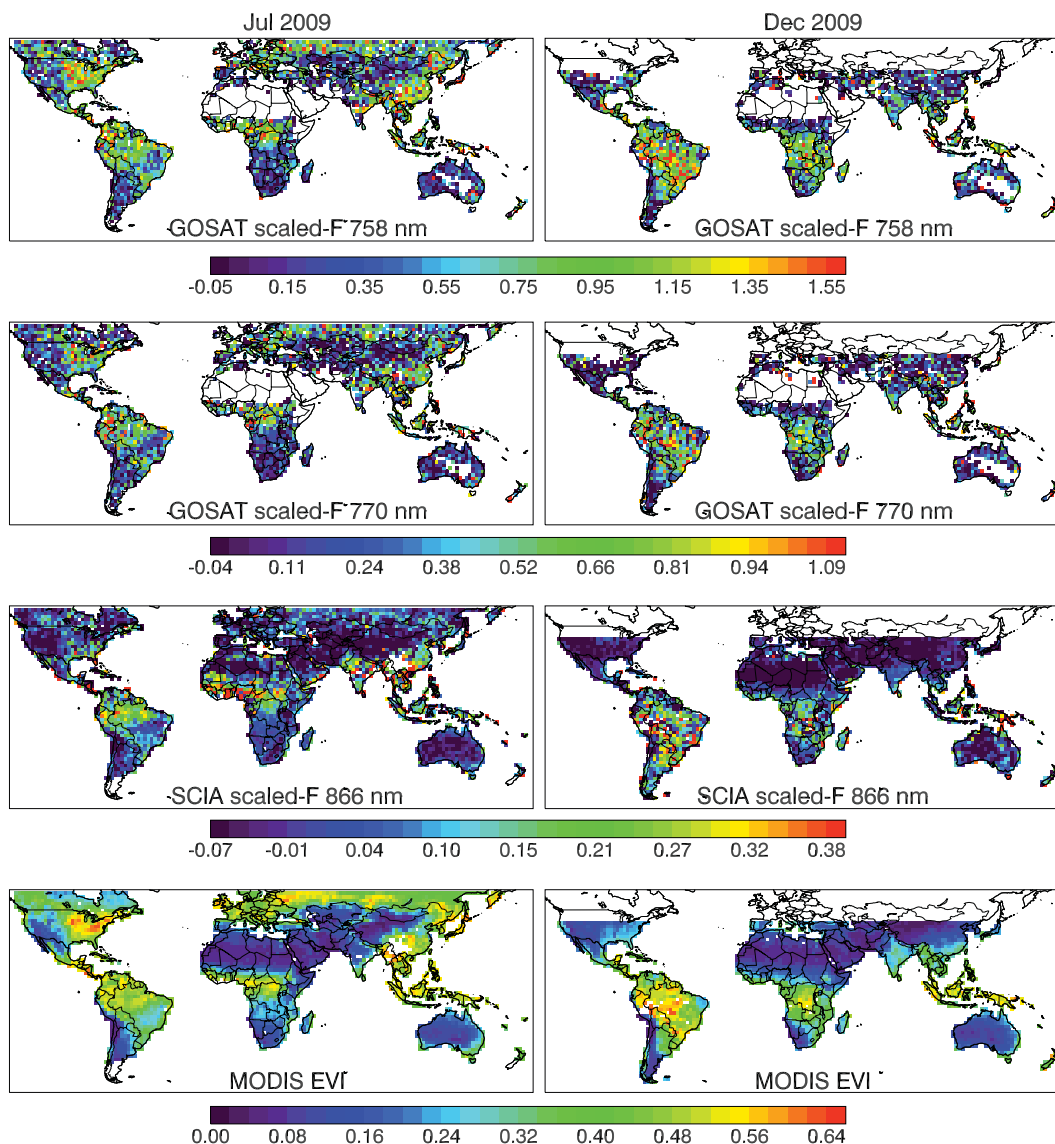 Jul 2009 Dec 2009
GOSAT scaled-F 758 nm GOSAT scaled-F 758 nm
-0.05 0.15 0.35 0.55 0.75 0.95 1.15 1.35 1.55
GOSAT scaled-F 770 nm GOSAT scaled-F 770 nm
-0.04 0.11 0.24 0.38 0.52 0.66 0.81 0.94 1.09
SCIA scaled-F 866 nm SCIA scaled-F 866 nm
-0.07 -0.01 0.04 0.10 0.15 0.21 0.27 0.32 0.38
MODIS EVI MODIS EVI
0.00 0.08 0.16 0.24 0.32 0.40 0.48 0.56 0.64